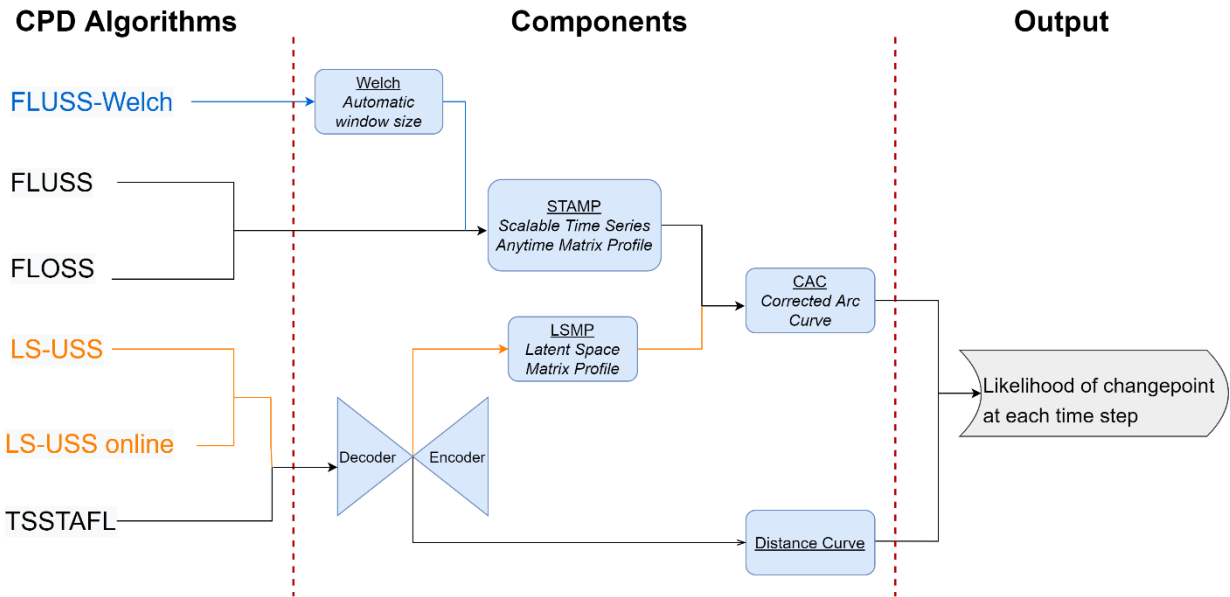 CPD Algorithms
Components
Output
FLUSS-Welch
FLUSS
FLOSS
LS-USS
LS-USS online
TSSTAFL
Welch
Automatic
window size
STAMP
Scalable Time Series
Anytime Matrix Profile
LSMP
Latent Space
Matrix Profile
Decoder
Encoder
CAC
Corrected Arc
Curve
Distance Curve
Likelihood of changepoint
at each time step